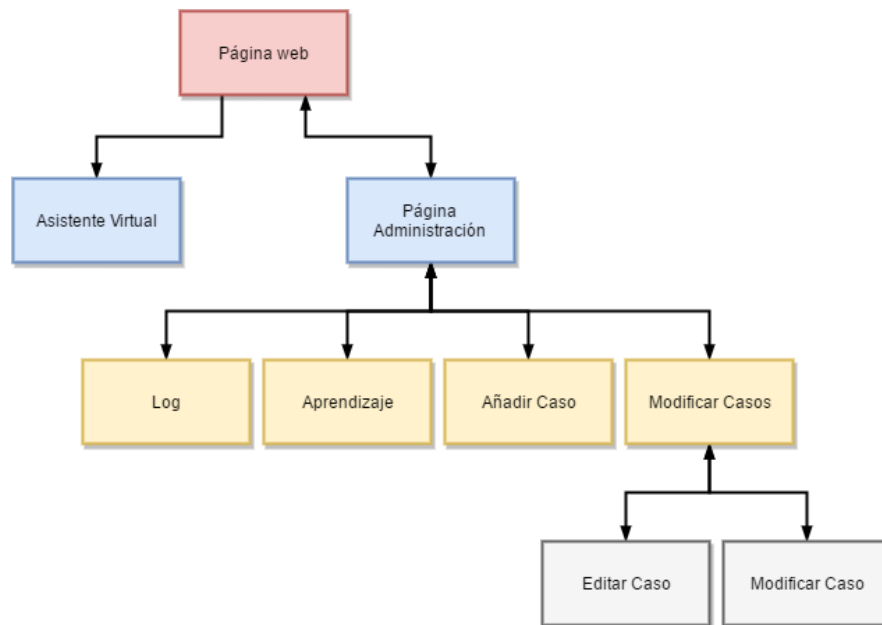 Página web
Asistente Virtual
Página
Administración
Log
Aprendizaje
Añadir Caso
Modificar Casos
Editar Caso
Modificar Caso